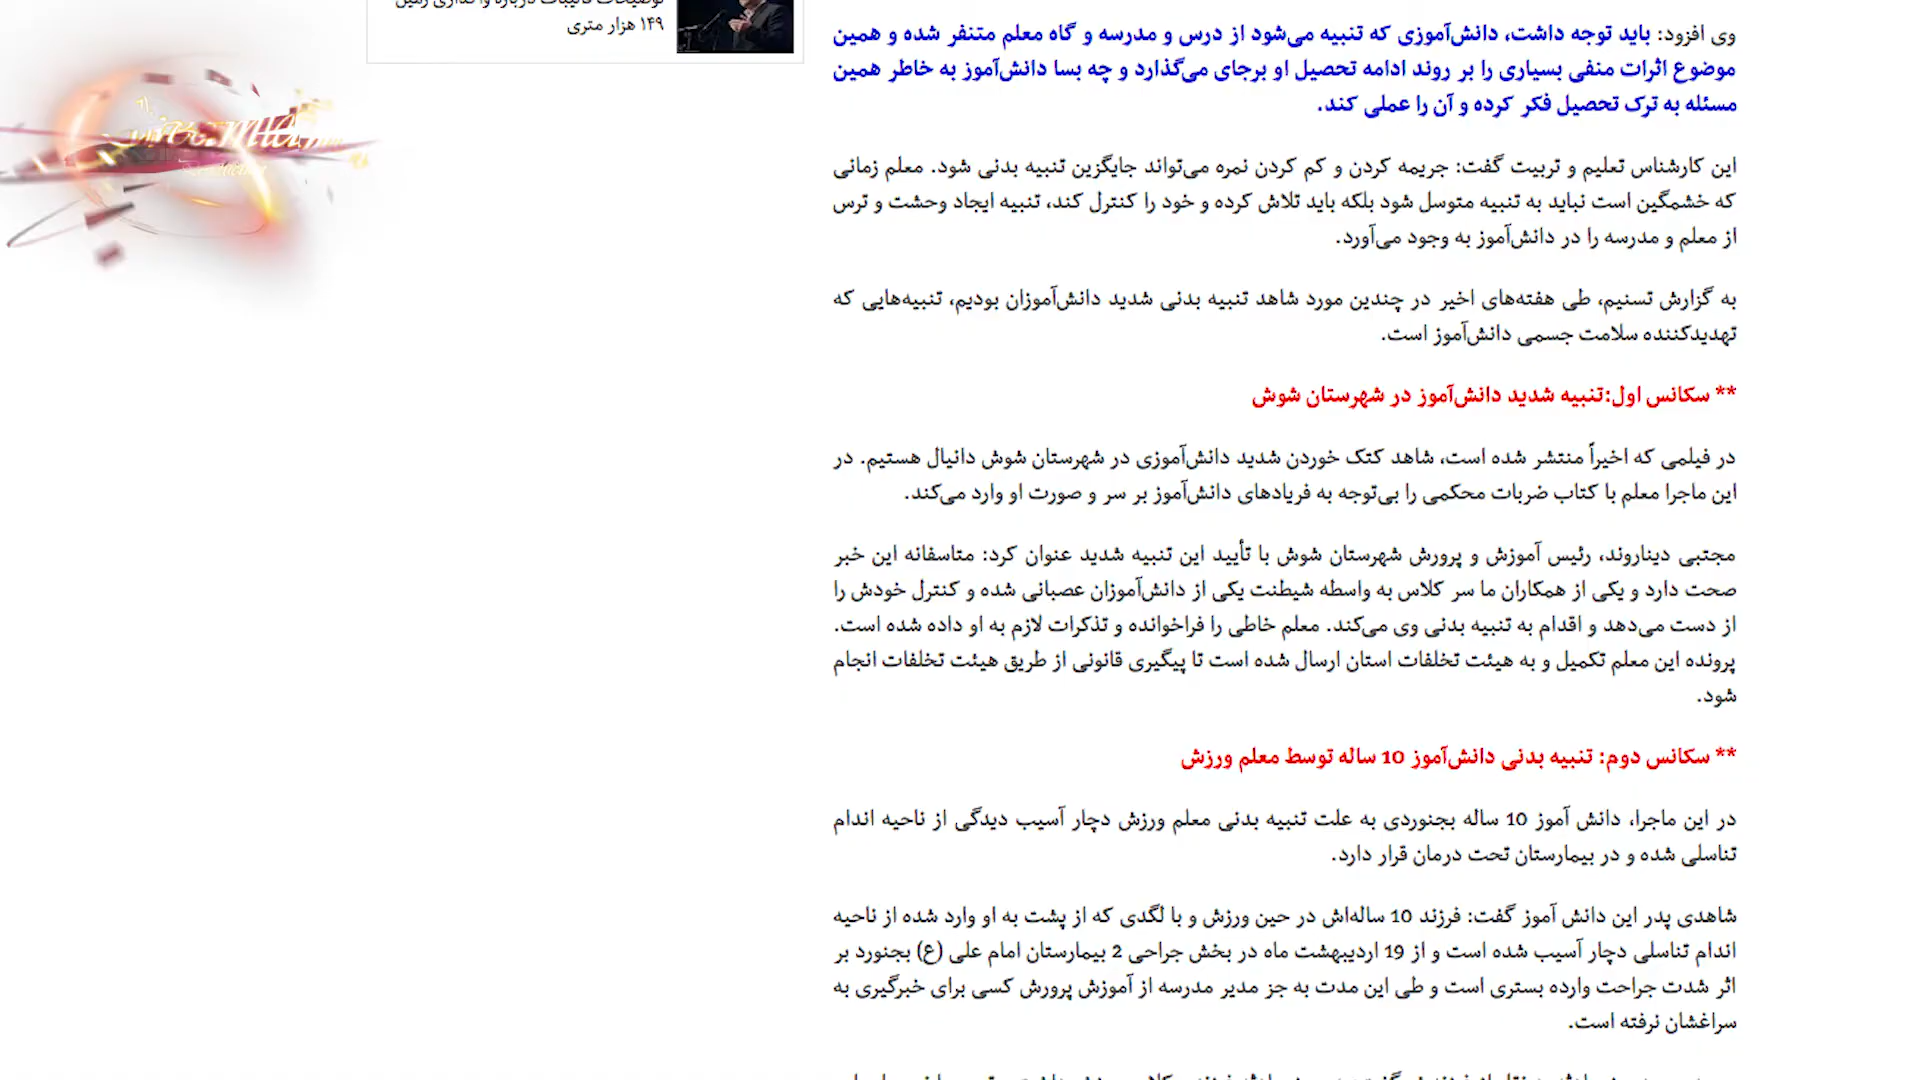 وی افزود: باید توجه داشت، دانش‌آموزی که تنبیه می‌شود از درس و مدرسه و گاه معلم متنفر شده و همین
موضوع اثرات منفی بسیاری را بر روند ادامه تحصیل او برجای می‌گذارد و چه بسا دانش‌آموز به خاطر همین
مسئله به ترک تحصیل فکر کرده و آن را عملی کند.
این کارشناس تعلیم و تربیت گفت: جریمه کردن و کم کردن نمره می‌تواند جایگزین تنبیه بدنی شود. معلم زمانی
که خشمگین است نباید به تنبیه متوسل شود بلکه باید تلاش کرده و خود را کنترل کند، تنبیه ایجاد وحشت و ترس
از معلم و مدرسه را در دانش‌آموز به وجود می‌آورد.
به گزارش تسنیم، طی هفته‌های اخیر در چندین مورد شاهد تنبیه بدنی شدید دانش‌آموزان بودیم، تنبیه‌هایی که
تهدیدکننده سلامت جسمی دانش‌آموز است.
** سکانس اول:تنبیه شدید دانش‌آموز در شهرستان شوش
در فیلمی که اخیراً منتشر شده است، شاهد کتک خوردن شدید دانش‌آموزی در شهرستان شوش دانیال هستیم. در
این ماجرا معلم با کتاب ضربات محکمی را بی‌توجه به فریادهای دانش‌آموز بر سر و صورت او وارد می‌کند.
مجتبی دیناروند، رئیس آموزش و پرورش شهرستان شوش با تأیید این تنبیه شدید عنوان کرد: متاسفانه این خبر
صحت دارد و یکی از همکاران ما سر کلاس به واسطه شیطنت یکی از دانش‌آموزان عصبانی شده و کنترل خودش را
از دست می‌دهد و اقدام به تنبیه بدنی وی می‌کند. معلم خاطی را فراخوانده و تذکرات لازم به او داده شده است.
پرونده این معلم تکمیل و به هیئت تخلفات استان ارسال شده است تا پیگیری قانونی از طریق هیئت تخلفات انجام
شود.
** سکانس دوم: تنبیه بدنی دانش‌آموز 10 ساله توسط معلم ورزش
در این ماجرا، دانش آموز 10 ساله بجنوردی به علت تنبیه بدنی معلم ورزش دچار آسیب دیدگی از ناحیه اندام
تناسلی شده و در بیمارستان تحت درمان قرار دارد.
شاهدی پدر این دانش آموز گفت: فرزند 10 ساله‌اش در حین ورزش و با لگدی که از پشت به او وارد شده از ناحیه
اندام تناسلی دچار آسیب شده است و از 19 اردیبهشت ماه در بخش جراحی 2 بیمارستان امام علی (ع) بجنورد بر
اثر شدت جراحت وارده بستری است و طی این مدت به جز مدیر مدرسه از آموزش پرورش کسی برای خبرگیری به
سراغشان نرفته است.
توضیحات قالیباف درباره واگذاری زمین
۱۴۹ هزار متری